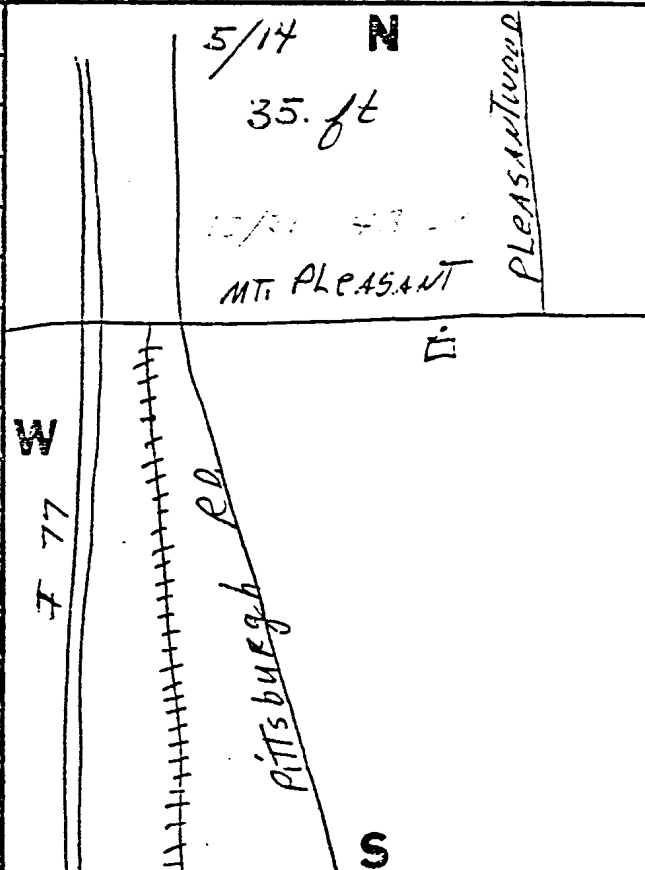 5/14 N
35. ft
PLEASANTWOOD
MT. PLEASANT
W
77
Pittsburgh RD.
S